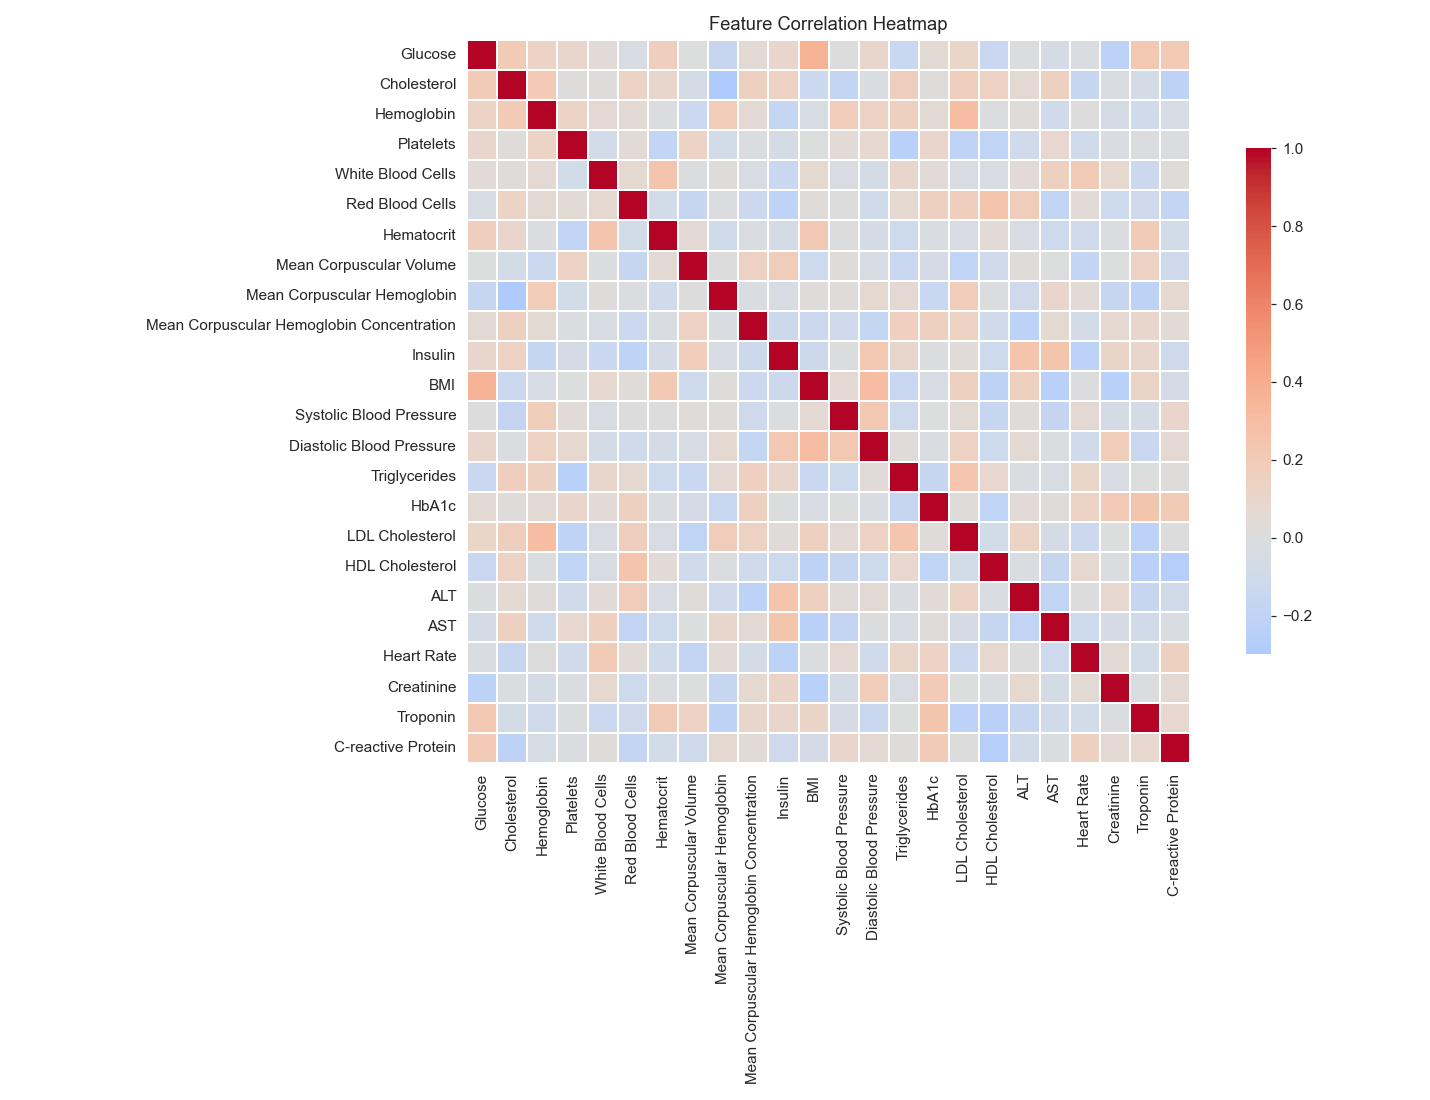 Feature Correlation Heatmap
Glucose
Cholesterol
Hemoglobin
Platelets
White Blood Cells
Red Blood Cells
Hematocrit
Mean Corpuscular Volume
Mean Corpuscular Hemoglobin
Mean Corpuscular Hemoglobin Concentration
Insulin
BMI
Systolic Blood Pressure
Diastolic Blood Pressure
Triglycerides
HbA1c
LDL Cholesterol
HDL Cholesterol
ALT
AST
Heart Rate
Creatinine
Troponin
C-reactive Protein
Glucose
Cholesterol
Hemoglobin
Platelets
White Blood Cells
Red Blood Cells
Hematocrit
Mean Corpuscular Volume
Mean Corpuscular Hemoglobin
Mean Corpuscular Hemoglobin Concentration
Insulin
BMI
Systolic Blood Pressure
Diastolic Blood Pressure
Triglycerides
HbA1c
LDL Cholesterol
HDL Cholesterol
ALT
AST
Heart Rate
Creatinine
Troponin
C-reactive Protein
1.0
0.8
0.6
0.4
0.2
0.0
−0.2